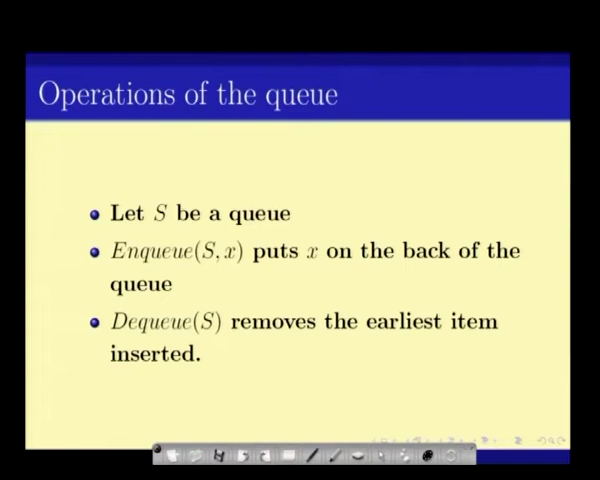 Operations of the queue
Let S be a queue
Enqueue(S, x) puts x on the back of the
queue
Dequeue(S) removes the earliest item
inserted.